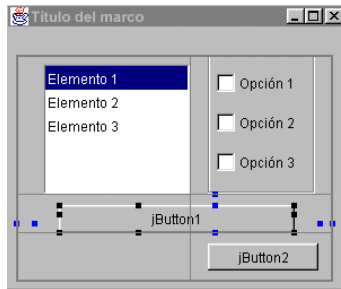 Título del marco
Elemento 1
Elemento 2
Elemento 3
Opción 1
Opción 2
Opción 3
jButton1
jButton2